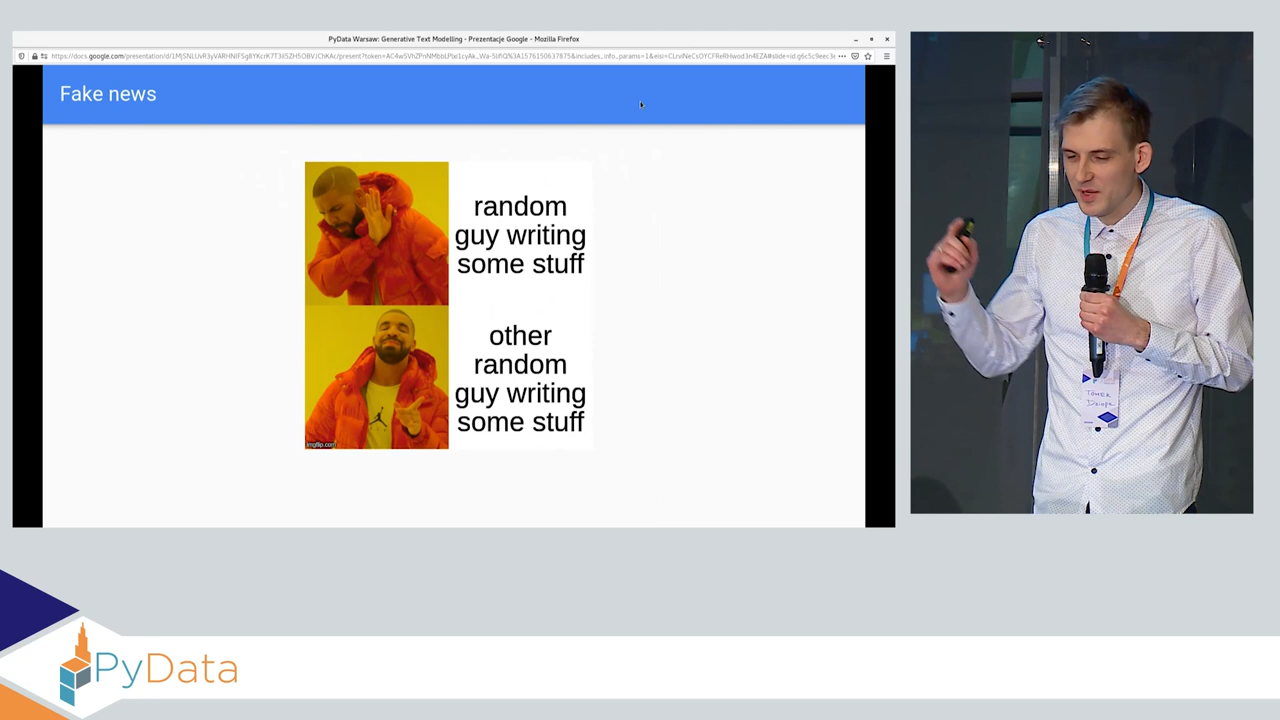 PyData Warsaw: Generative Text Modelling - Prezentacje Google - Mozilla Firefox
Fake news
random
guy writing
some stuff
other
random
guy writing
some stuff
imgflip.com
TOMEK
PyData